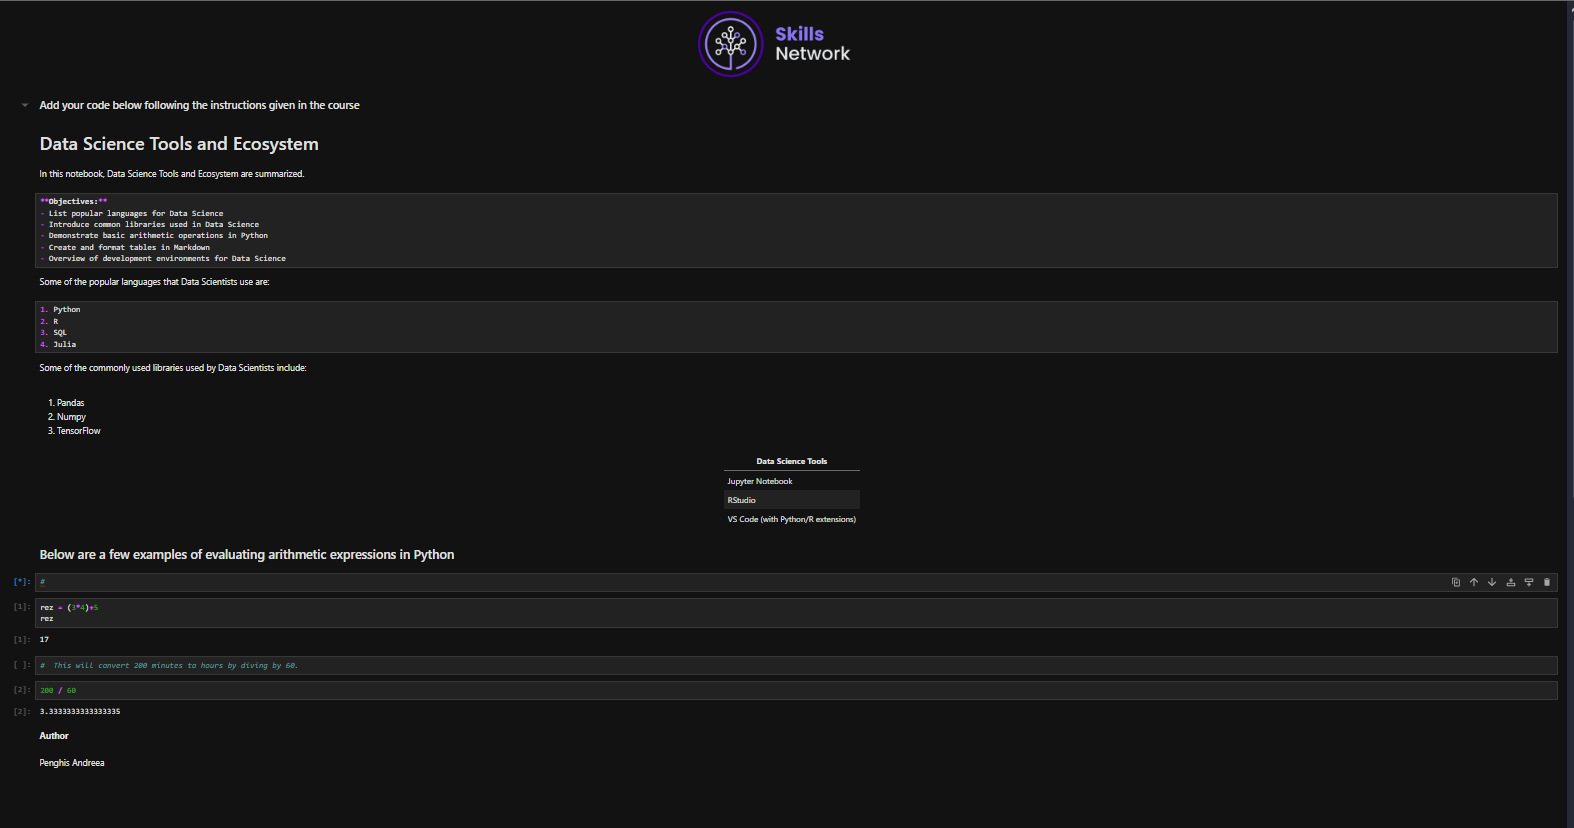 Skills
Network
Add your code below following the instructions given in the course
Data Science Tools and Ecosystem
In this notebook, Data Science Tools and Ecosystem are summarized.
**Objectives:**
- List popular languages for Data Science
- Introduce common libraries used in Data Science
- Demonstrate basic arithmetic operations in Python
- Create and format tables in Markdown
- Overview of development environments for Data Science
Some of the popular languages that Data Scientists use are:
1. Python
2. R
3. SQL
4. Julia
Some of the commonly used libraries used by Data Scientists include:
1. Pandas
2. Numpy
3. TensorFlow
Data Science Tools
Jupyter Notebook
RStudio
VS Code (with Python/R extensions)
Below are a few examples of evaluating arithmetic expressions in Python
[*]: #
[1]: rez = (3*4)+5
rez
[1]: 17
[ ]: # This will convert 200 minutes to hours by diving by 60.
[2]: 200 / 60
[2]: 3.3333333333333335
Author
Penghis Andreea